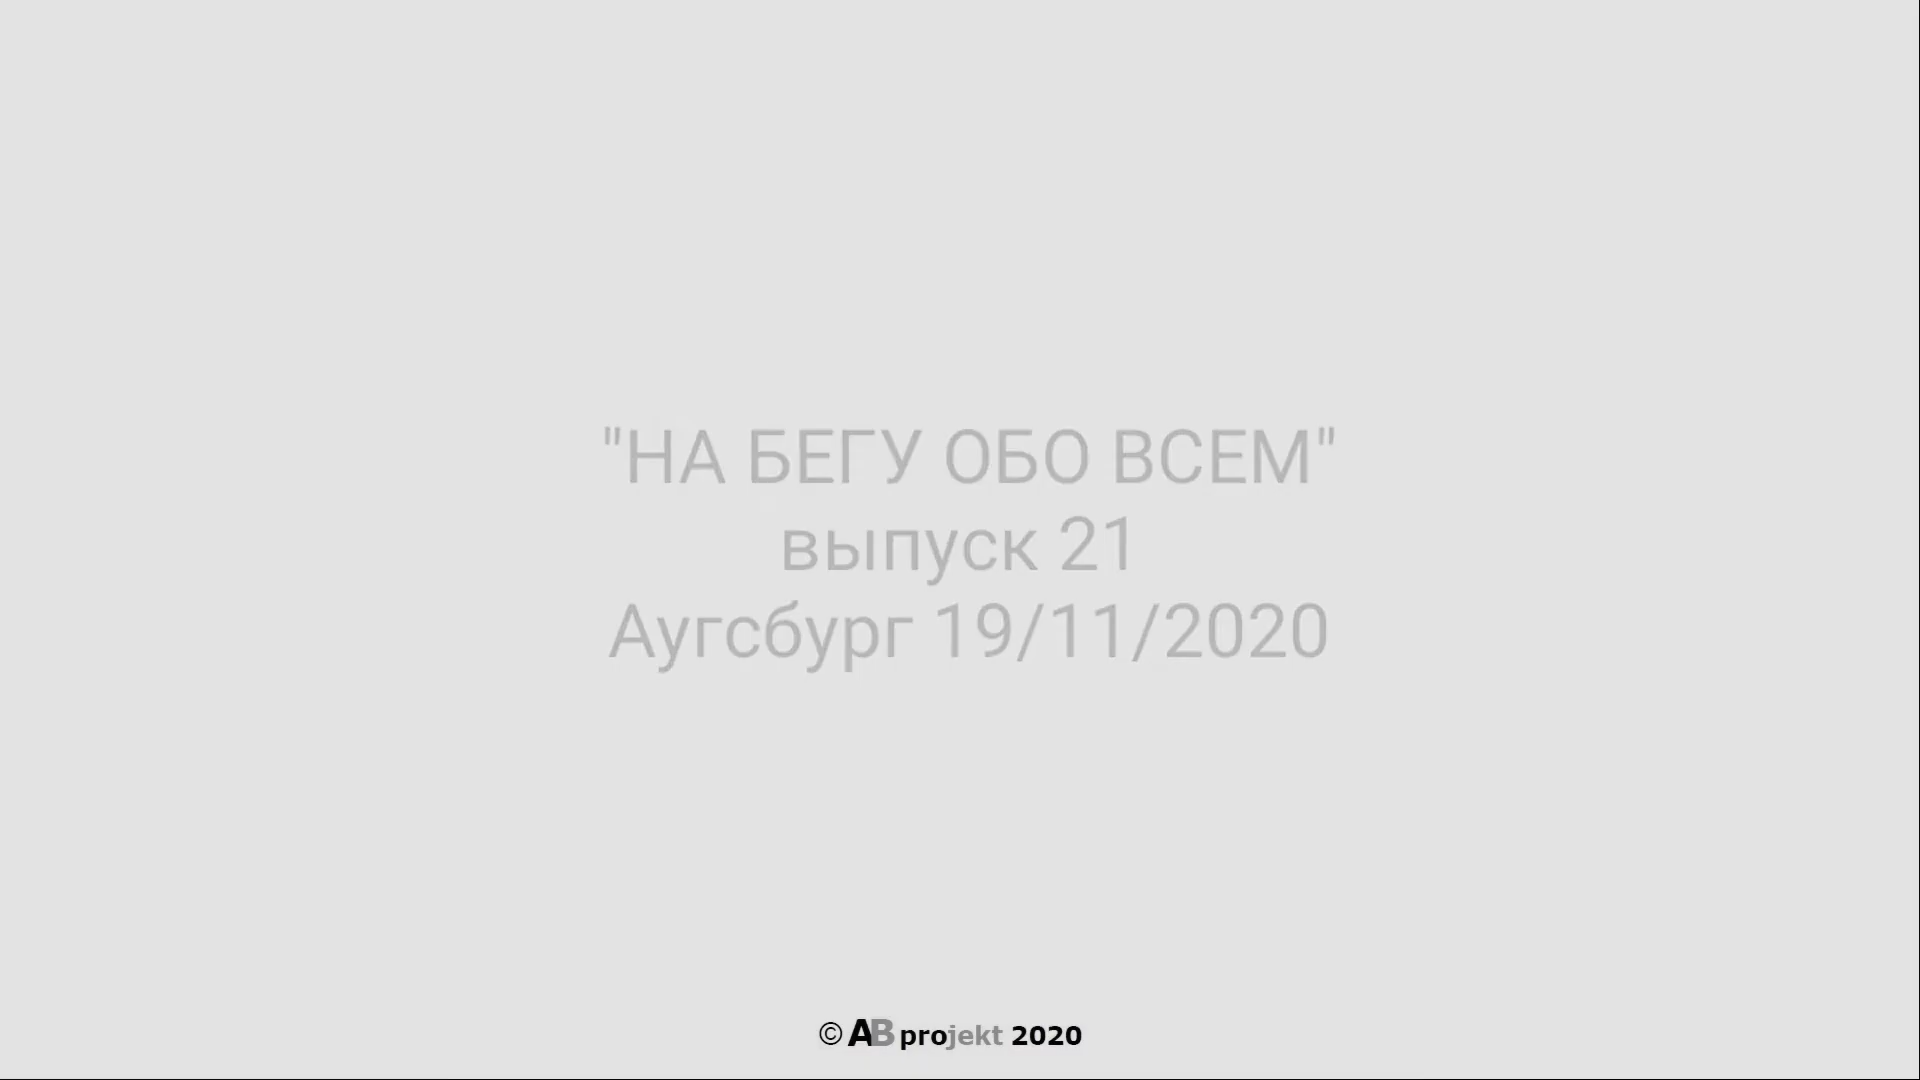 "НА БЕГУ ОБО ВСЕМ"
выпуск 21
Аугсбург 19/11/2020
© AB projekt 2020